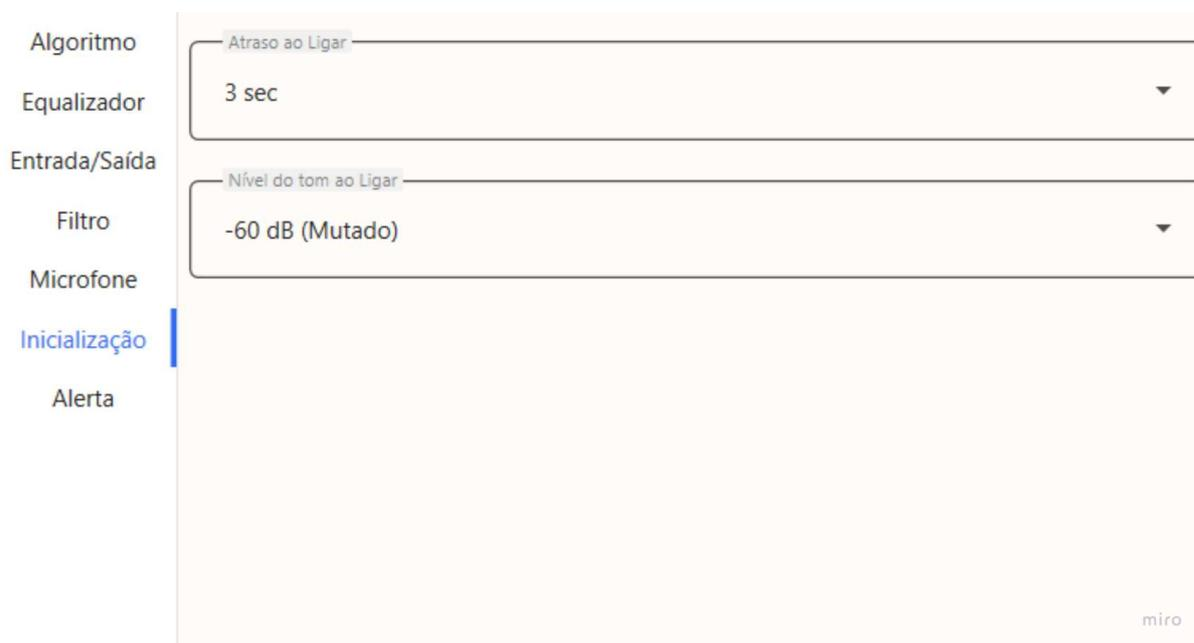 Algoritmo
Equalizador
Entrada/Saída
Filtro
Microfone
Inicialização
Alerta
Atraso ao Ligar
3 sec
Nível do tom ao Ligar
-60 dB (Mutado)
miro